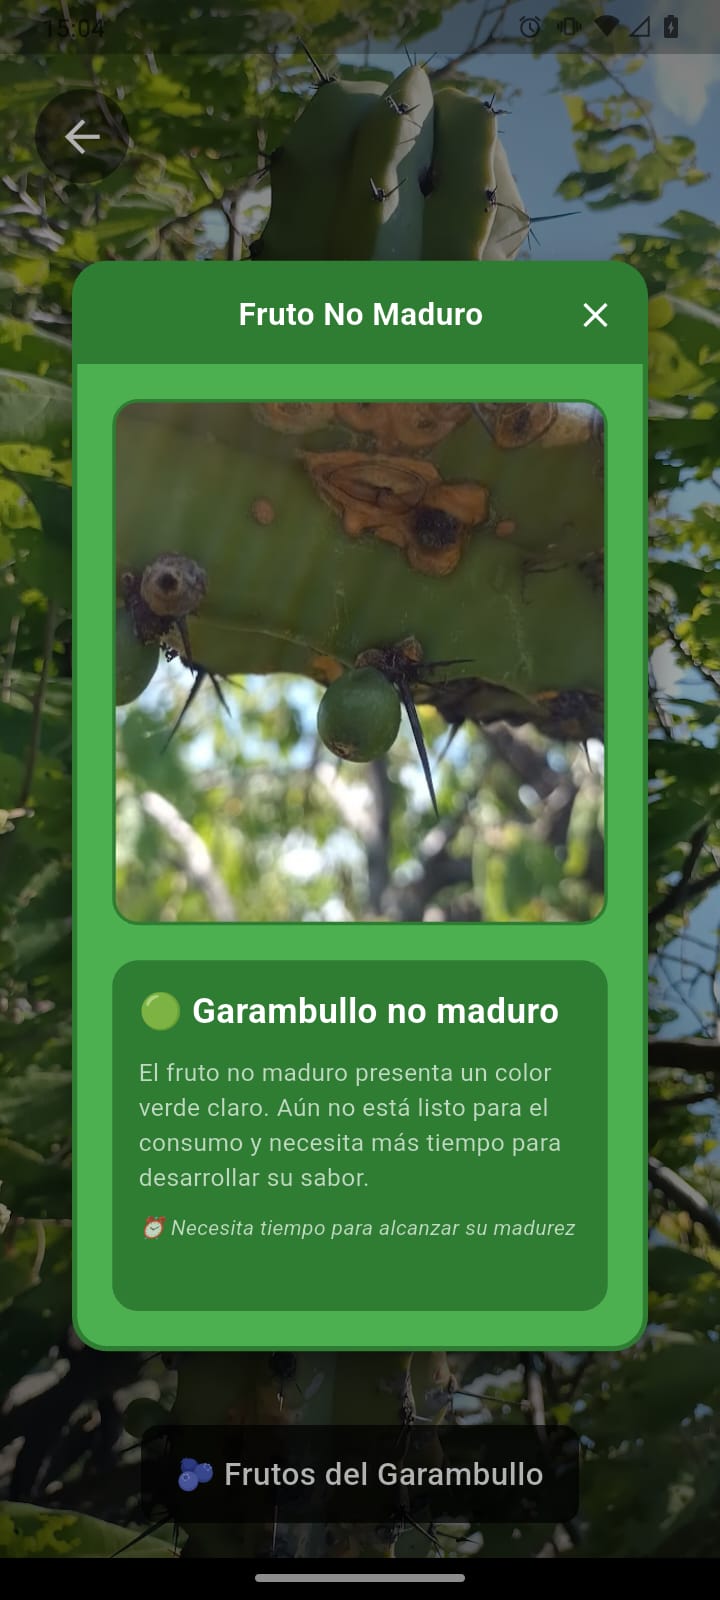 15:04
Fruto No Maduro
Garambullo no maduro
El fruto no maduro presenta un color
verde claro. Aún no está listo para el
consumo y necesita más tiempo para
desarrollar su sabor.
Necesita tiempo para alcanzar su madurez
Frutos del Garambullo